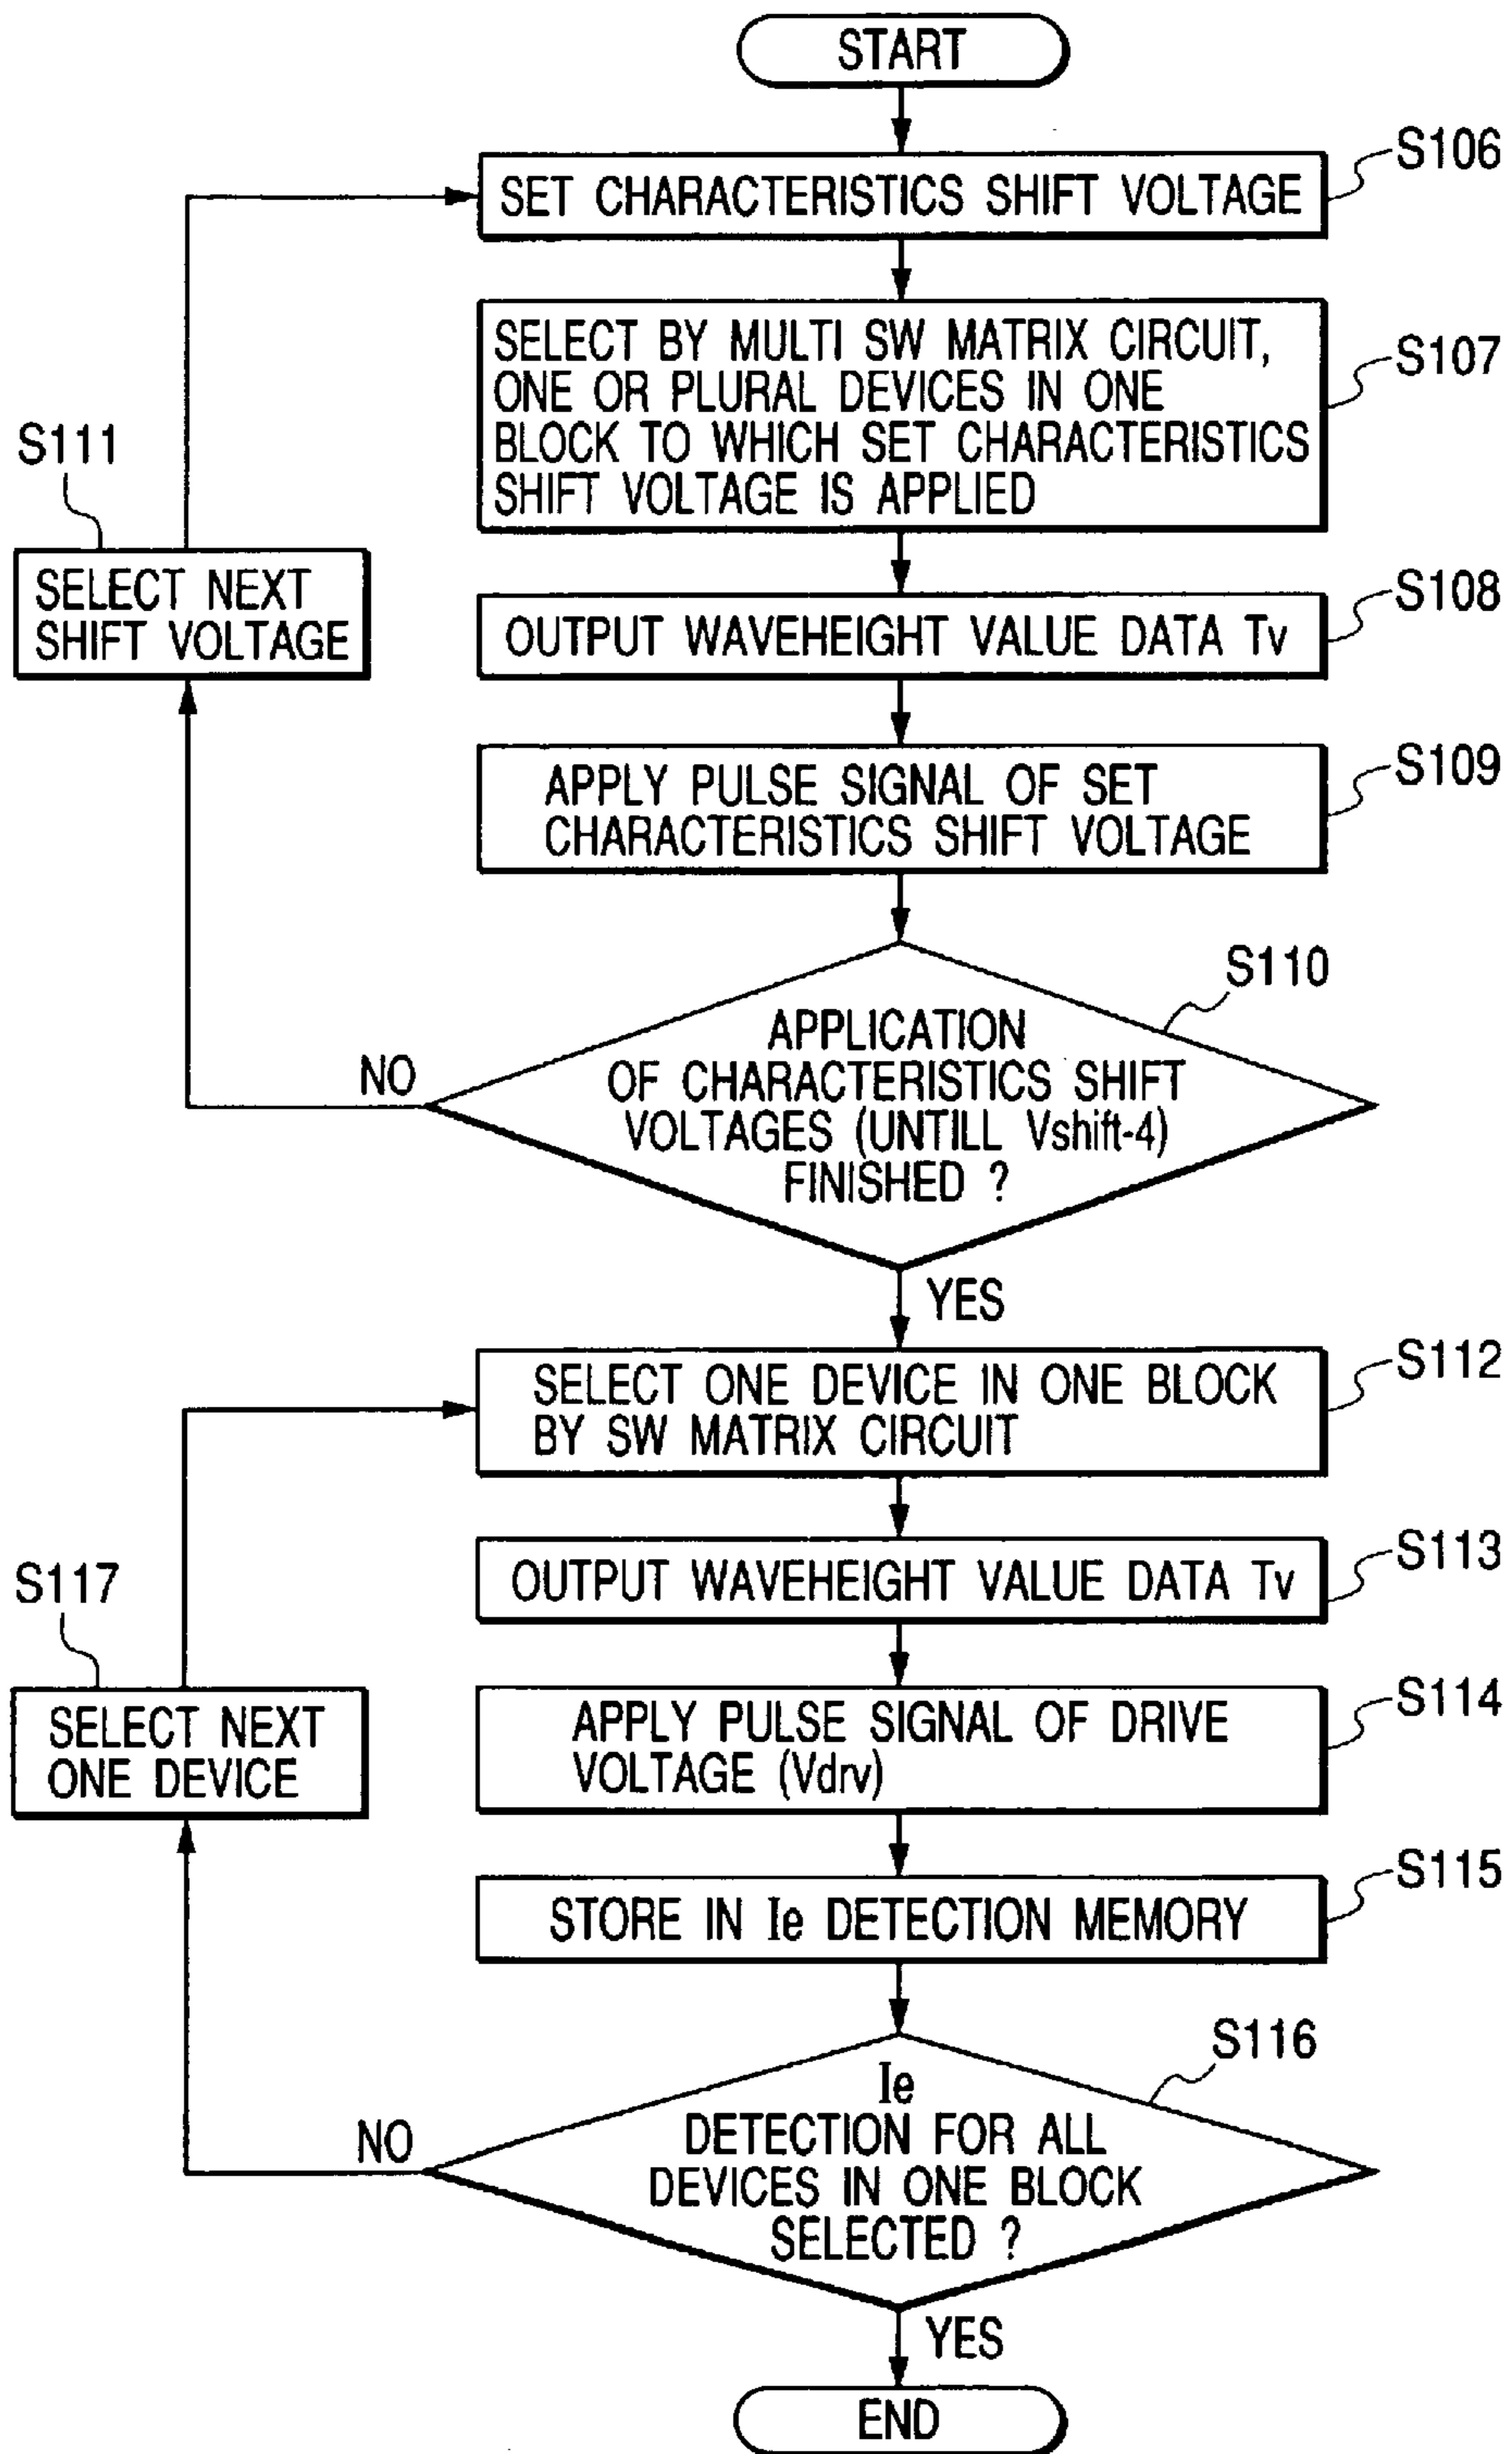 START
S106
SET CHARACTERISTICS SHIFT VOLTAGE
S107
SELECT BY MULTI SW MATRIX CIRCUIT,
ONE OR PLURAL DEVICES IN ONE
BLOCK TO WHICH SET CHARACTERISTICS
SHIFT VOLTAGE IS APPLIED
S111
SELECT NEXT
SHIFT VOLTAGE
S108
OUTPUT WAVEHEIGHT VALUE DATA Tv
S109
APPLY PULSE SIGNAL OF SET
CHARACTERISTICS SHIFT VOLTAGE
S110
APPLICATION
OF CHARACTERISTICS SHIFT
VOLTAGES (UNTILL Vshift-4)
FINISHED ?
NO
YES
S112
SELECT ONE DEVICE IN ONE BLOCK
BY SW MATRIX CIRCUIT
S113
OUTPUT WAVEHEIGHT VALUE DATA Tv
S117
SELECT NEXT
ONE DEVICE
S114
APPLY PULSE SIGNAL OF DRIVE
VOLTAGE (Vdrv)
S115
STORE IN Ie DETECTION MEMORY
S116
Ie
DETECTION FOR ALL
DEVICES IN ONE BLOCK
SELECTED ?
NO
YES
END